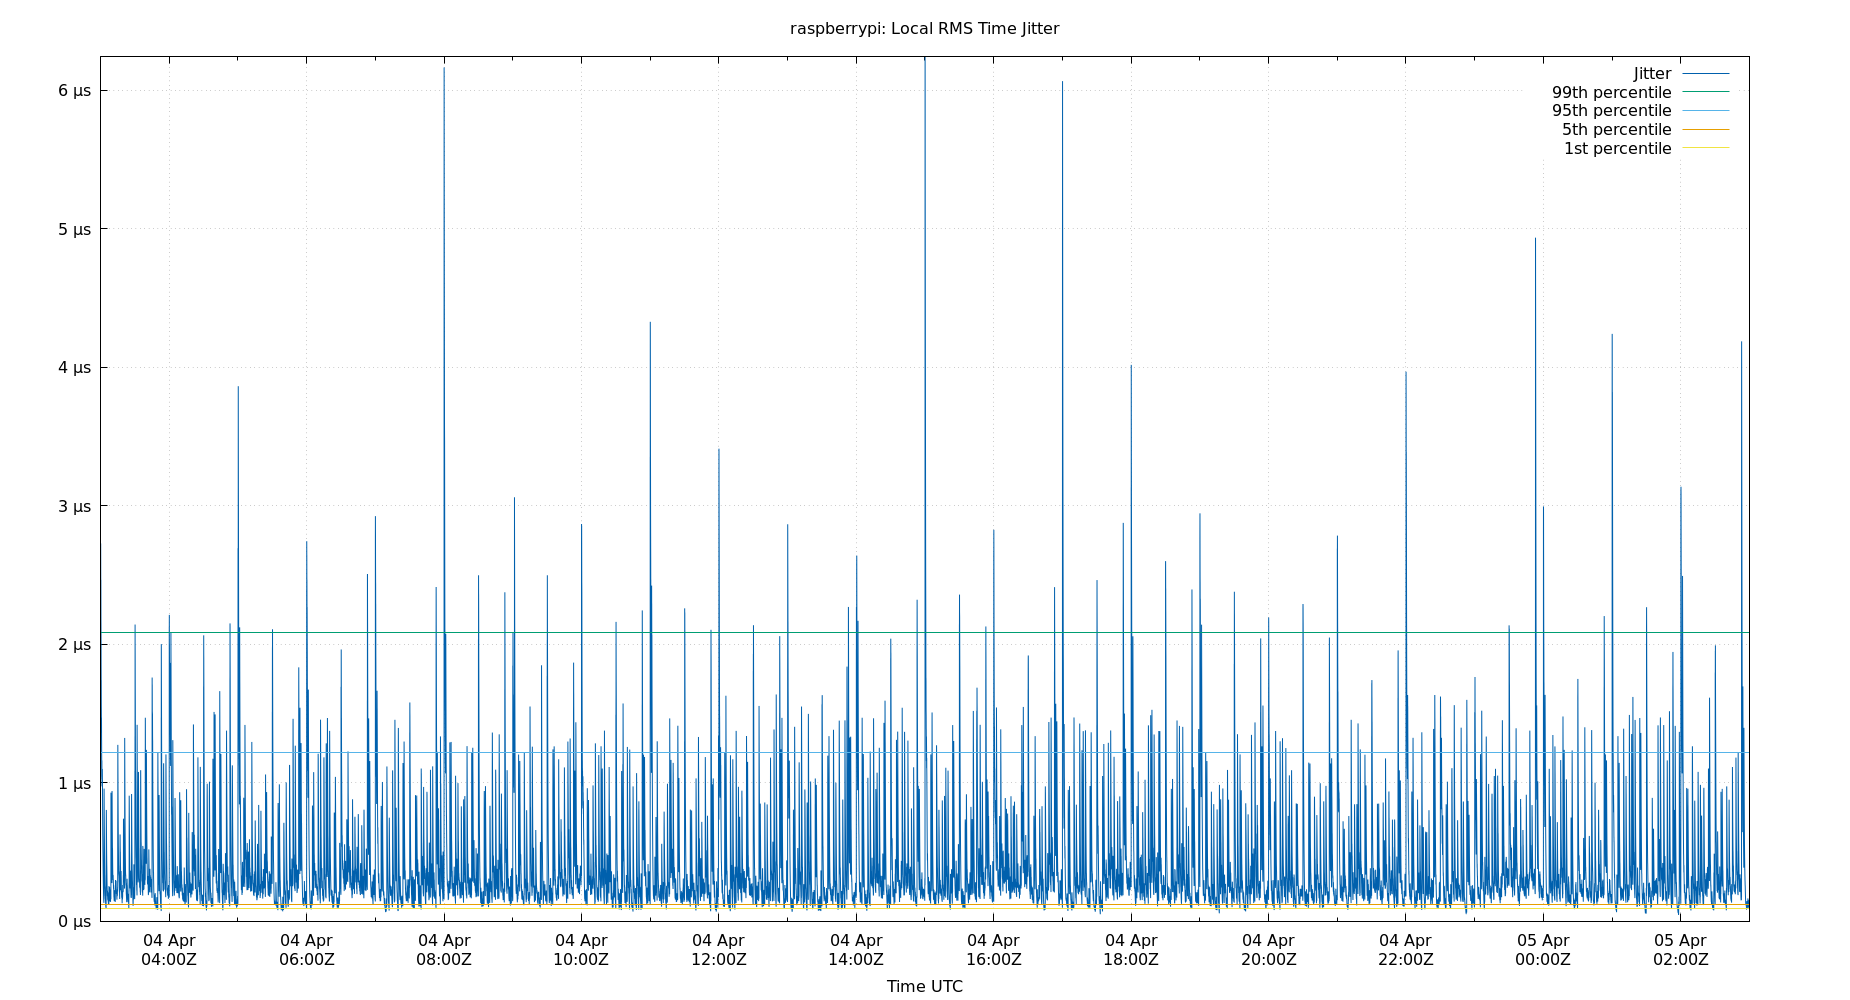 raspberrypi: Local RMS Time Jitter
Jitter
99th percentile
95th percentile
5th percentile
1st percentile
6 µs
5 µs
4 µs
3 µs
2 µs
1 µs
0 µs
04 Apr 04 Apr 04 Apr 04 Apr 04 Apr 04 Apr 04 Apr 04 Apr 04 Apr 04 Apr 05 Apr 05 Apr
04:00Z 06:00Z 08:00Z 10:00Z 12:00Z 14:00Z 16:00Z 18:00Z 20:00Z 22:00Z 00:00Z 02:00Z
Time UTC